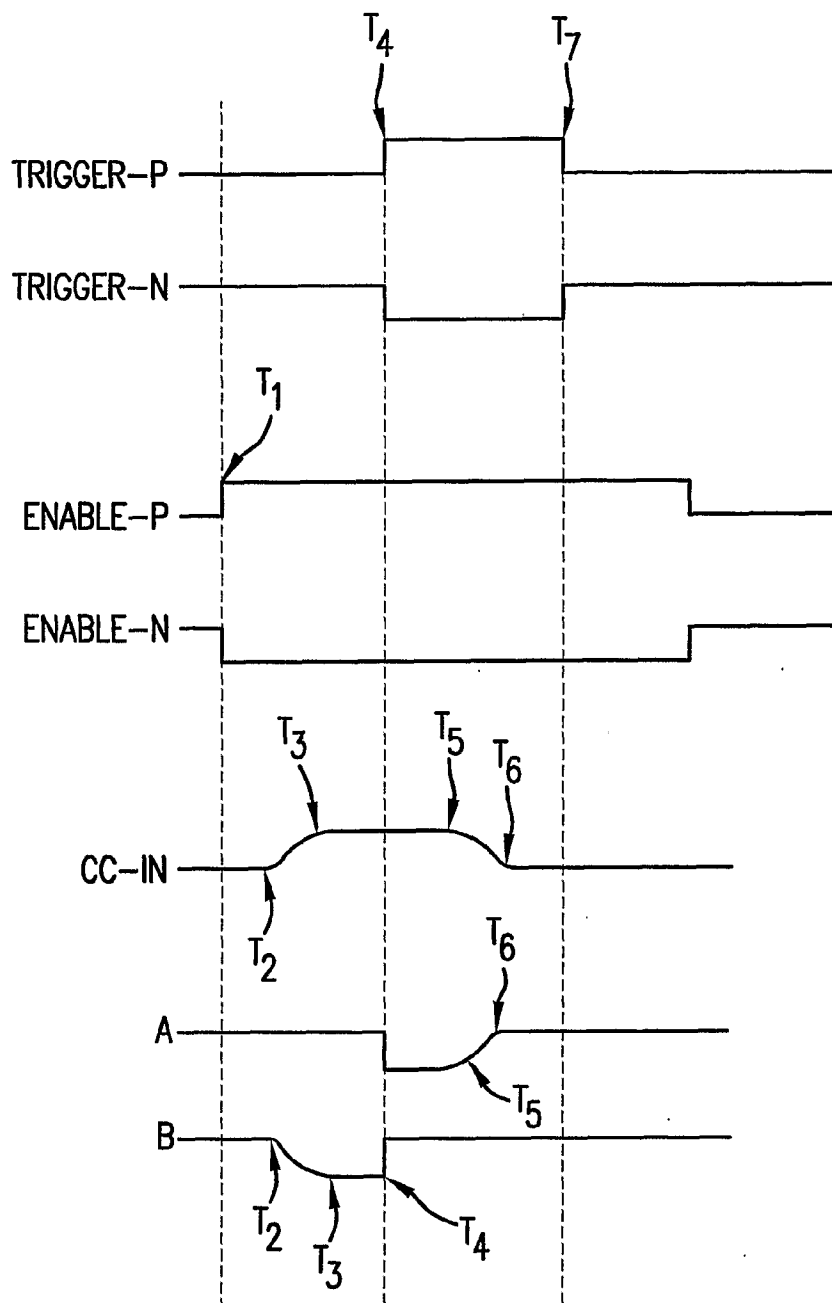 T4
T7
TRIGGER-P
TRIGGER-N
T1
ENABLE-P
ENABLE-N
T3
T5
T6
CC-IN
T2
T6
A
T5
B
T2
T3
T4